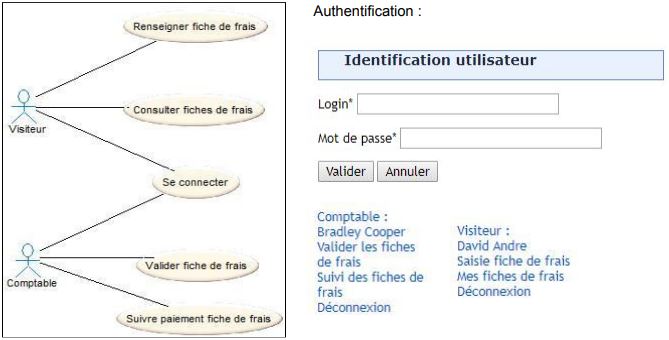 Renseigner fiche de frais
Consulter fiches de frais
Visiteur
Se connecter
Valider fiche de frais
Comptable
Suivre paiement fiche de frais
Authentification :
Identification utilisateur
Login*
Mot de passe*
Valider Annuler
Comptable :
Bradley Cooper
Valider les fiches
de frais
Suivi des fiches de
frais
Déconnexion
Visiteur :
David Andre
Saisie fiche de frais
Mes fiches de frais
Déconnexion